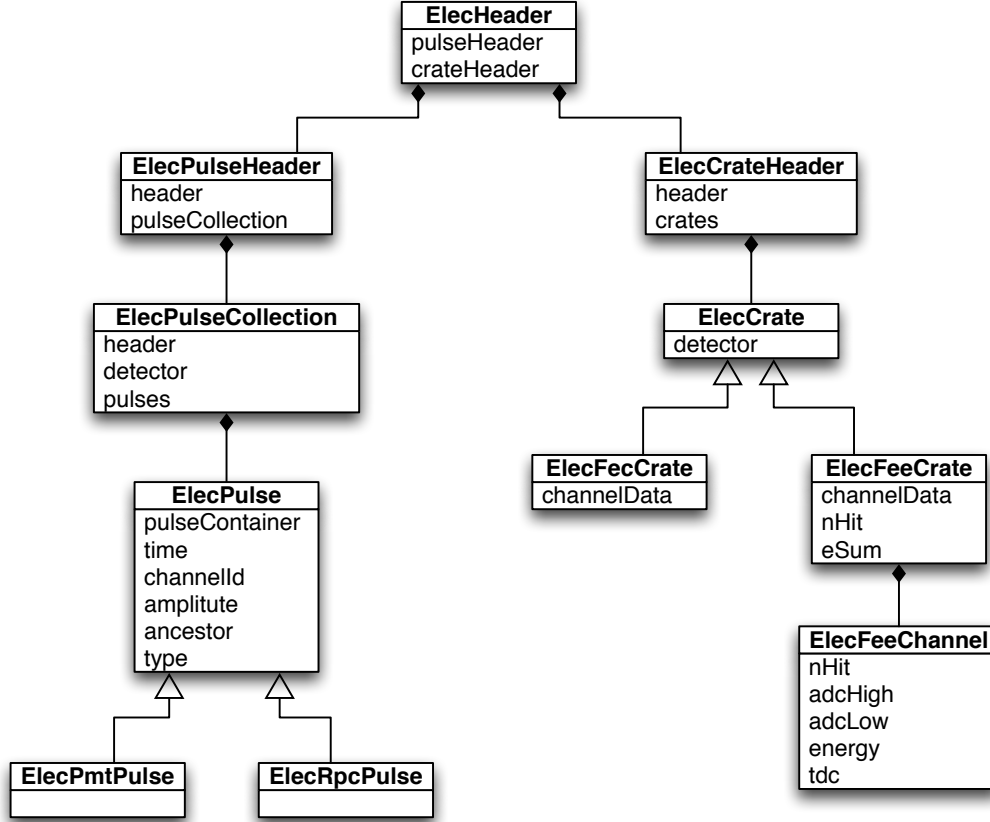 ElecHeader
pulseHeader
crateHeader
ElecPulseHeader
header
pulseCollection
ElecCrateHeader
header
crates
ElecPulseCollection
header
detector
pulses
ElecCrate
detector
ElecPulse
pulseContainer
time
channelId
amplitute
ancestor
type
ElecFecCrate
channelData
ElecFeeCrate
channelData
nHit
eSum
ElecFeeChannel
nHit
adcHigh
adcLow
energy
tdc
ElecPmtPulse
ElecRpcPulse